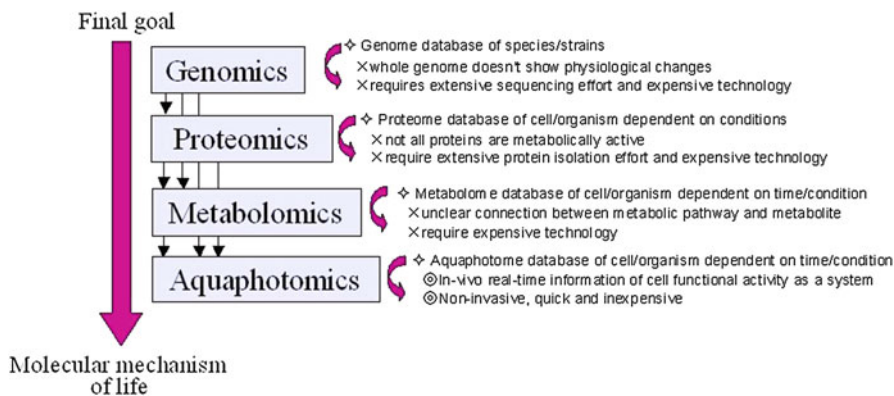 Final goal
Genomics
✧ Genome database of species/strains
×whole genome doesn't show physiological changes
×requires extensive sequencing effort and expensive technology
Proteomics
✧ Proteome database of cell/organism dependent on conditions
×not all proteins are metabolically active
×require extensive protein isolation effort and expensive technology
Metabolomics
✧ Metabolome database of cell/organism dependent on time/condition
×unclear connection between metabolic pathway and metabolite
×require expensive technology
Aquaphotomics
✧ Aquaphotome database of cell/organism dependent on time/condition
◎In-vivo real-time information of cell functional activity as a system
◎Non-invasive, quick and inexpensive
Molecular mechanism
of life